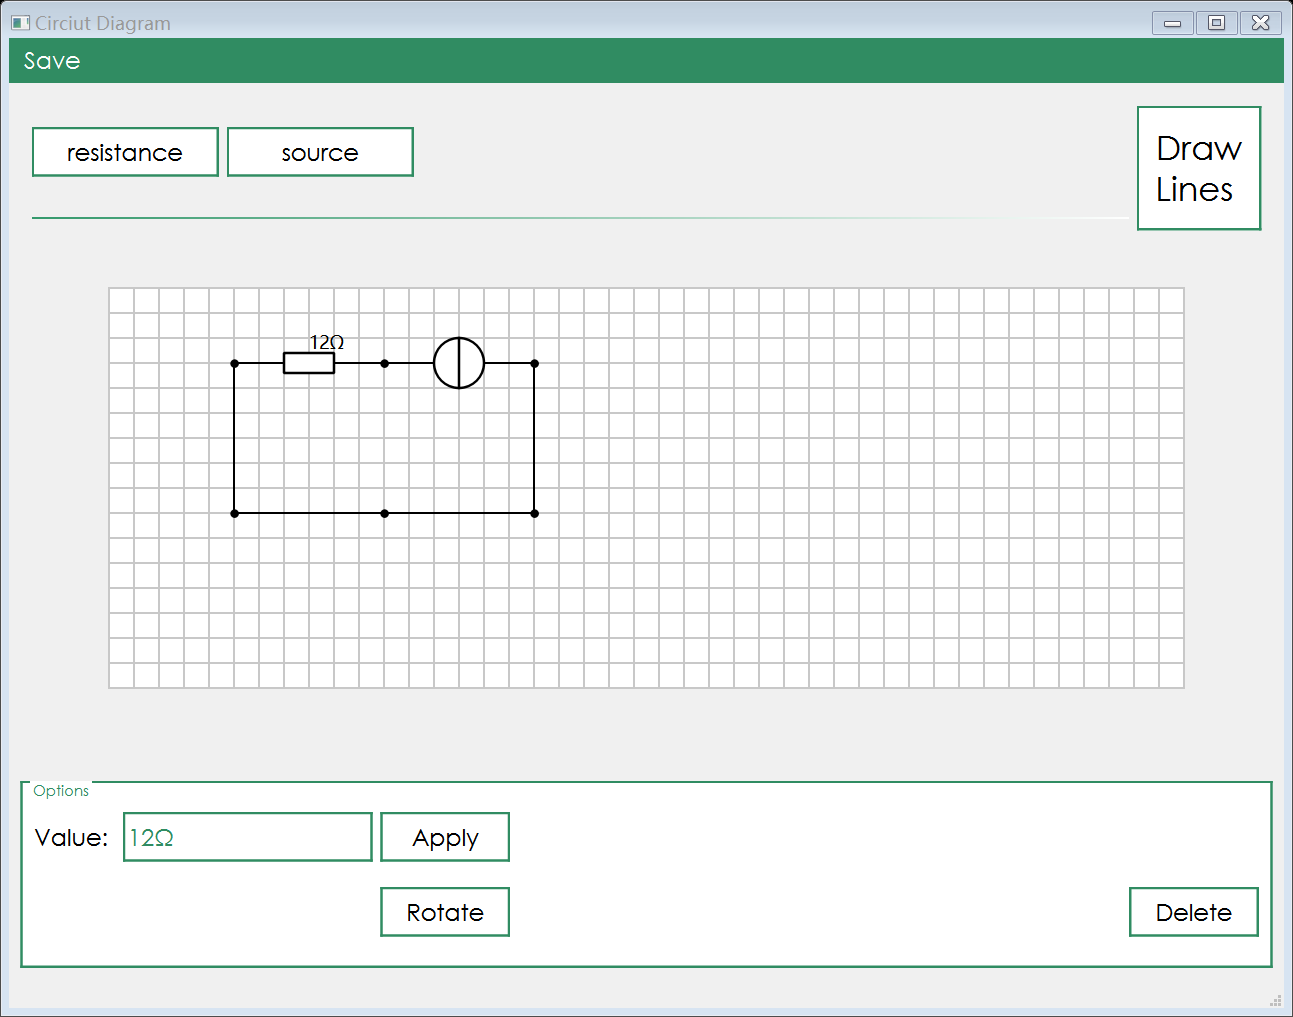 Circiut Diagram
Save
resistance
source
Draw
Lines
12Ω
Options
Value:
12Ω
Apply
Rotate
Delete